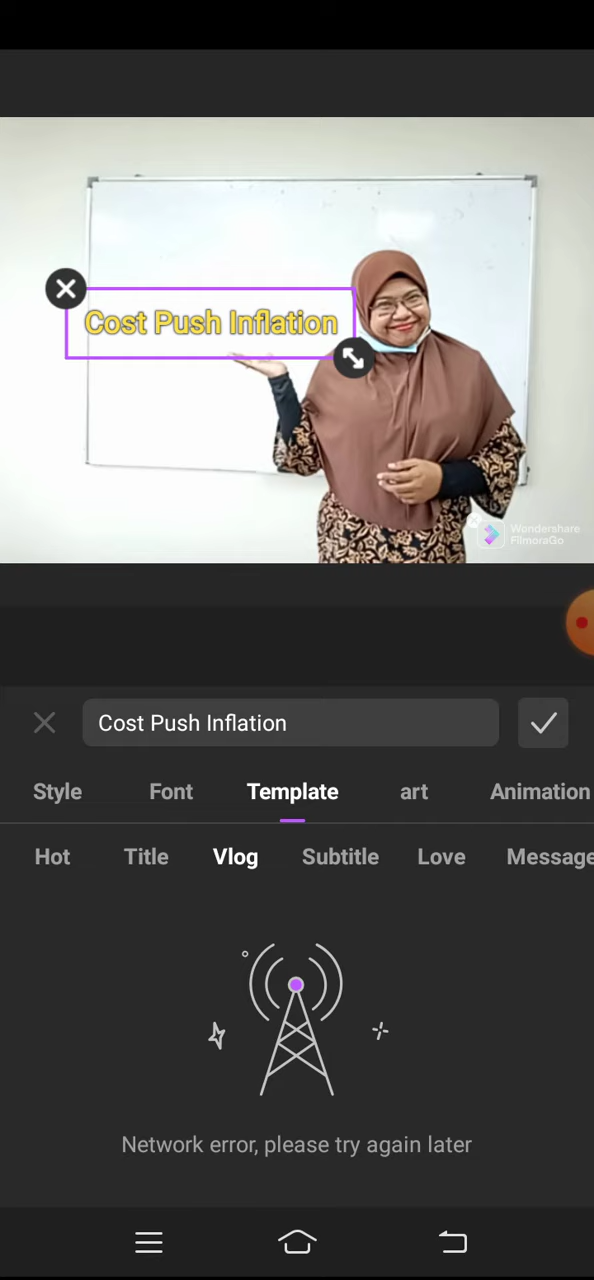 Cost Push Inflation
Wondershare
FilmoraGo
Cost Push Inflation
Style Font Template art Animation
Hot Title Vlog Subtitle Love Message
Network error, please try again later